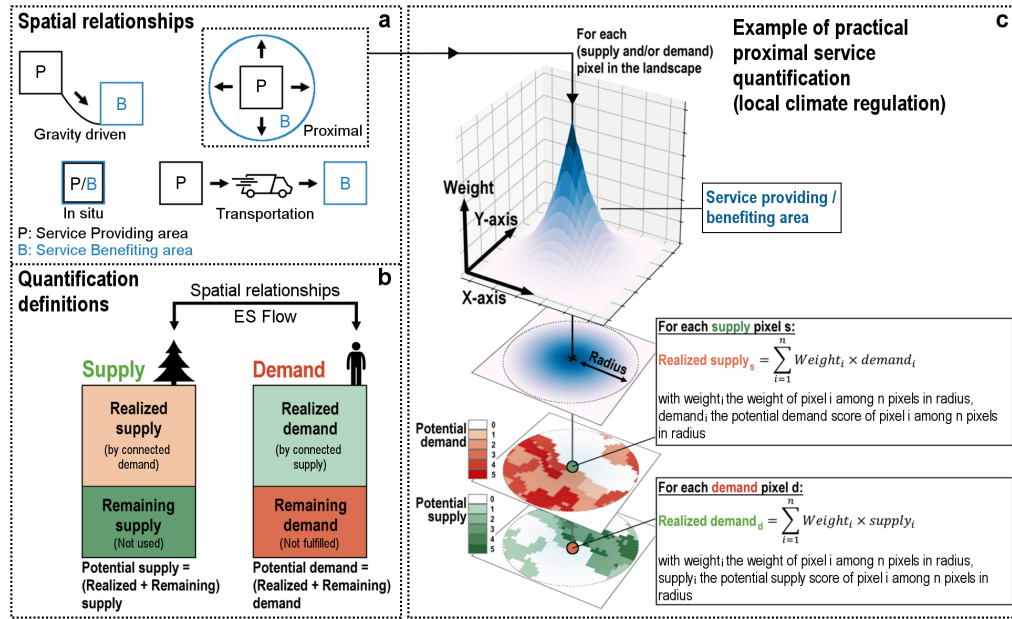 Spatial relationships
a
P
B
Gravity driven
P
B
Proximal
P/B
In situ
P
B
Transportation
P: Service Providing area
B: Service Benefiting area
Quantification
definitions
b
Spatial relationships
ES Flow
Supply
Demand
Realized
supply
(by connected
demand)
Remaining
supply
(Not used)
Realized
demand
(by connected
supply)
Remaining
demand
(Not fulfilled)
Potential supply =
(Realized + Remaining)
supply
Potential demand =
(Realized + Remaining)
demand
c
For each
(supply and/or demand)
pixel in the landscape
Example of practical
proximal service
quantification
(local climate regulation)
Weight
Y-axis
X-axis
Service providing /
benefiting area
Radius
Potential
demand
0
1
2
3
4
5
Potential
supply
0
1
2
3
4
5
For each supply pixel s:
Realized supplyₛ = ∑ⁿᵢ₌₁ Weightᵢ × demandᵢ
with weightᵢ the weight of pixel i among n pixels in radius,
demandᵢ the potential demand score of pixel i among n pixels
in radius
For each demand pixel d:
Realized demand_d = ∑ⁿᵢ₌₁ Weightᵢ × supplyᵢ
with weightᵢ the weight of pixel i among n pixels in radius,
supplyᵢ the potential supply score of pixel i among n pixels in
radius